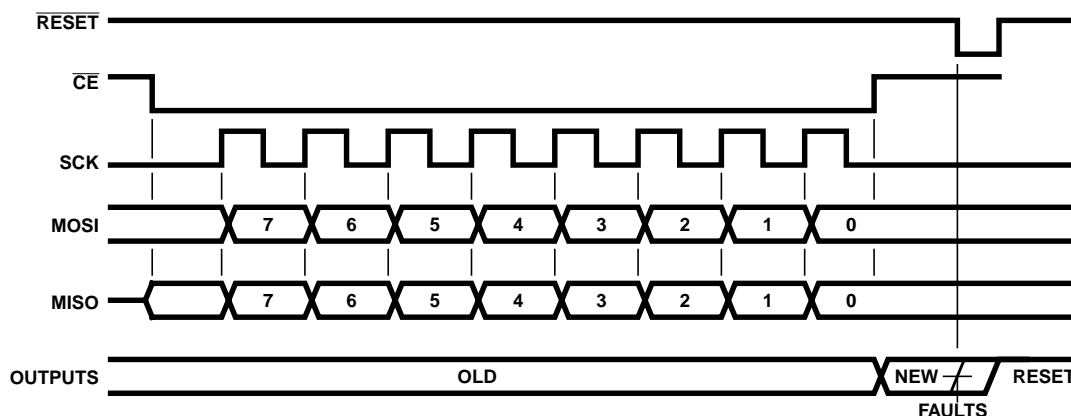 RESET
CE
SCK
MOSI 7 6 5 4 3 2 1 0
MISO 7 6 5 4 3 2 1 0
OUTPUTS OLD NEW RESET
FAULTS